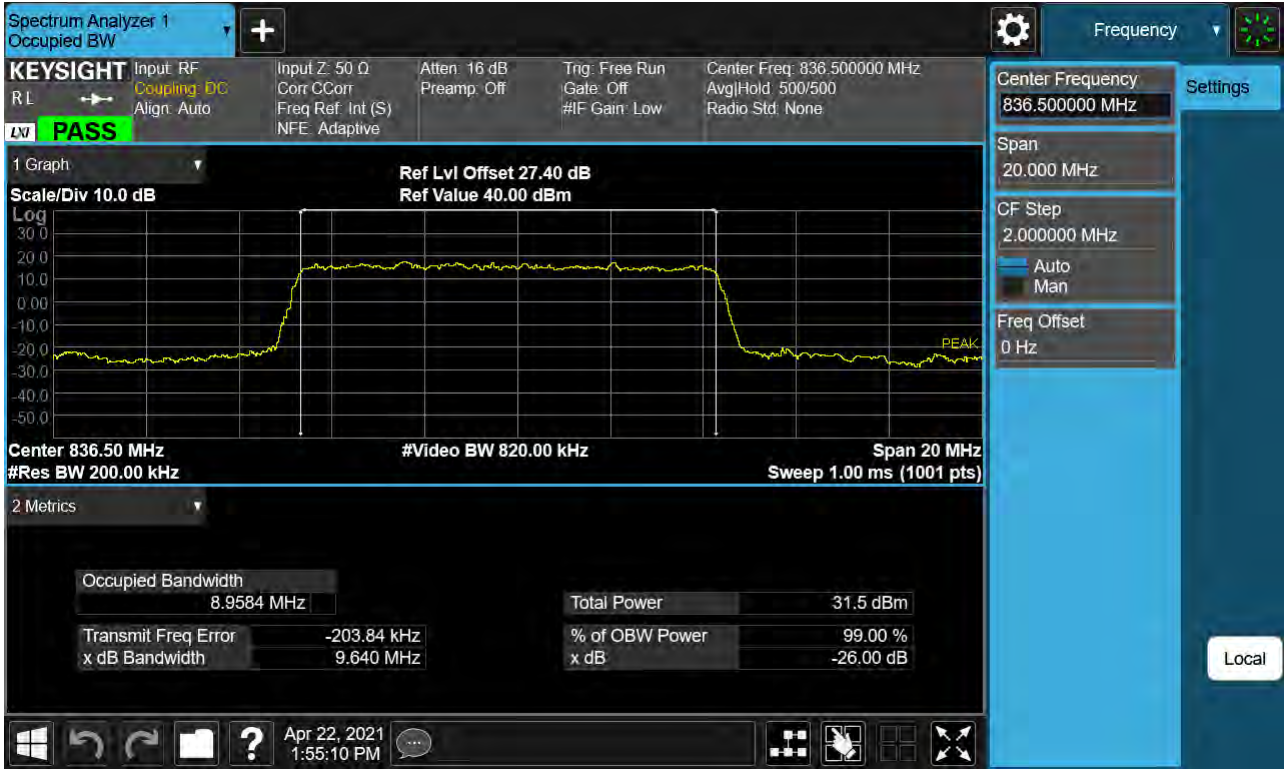 Spectrum Analyzer 1
Occupied BW
Frequency
KEYSIGHT
RL
LXI
PASS
Input: RF
Coupling: DC
Align: Auto
Input Z: 50 Ω
Corr CCorr
Freq Ref: Int (S)
NFE: Adaptive
Atten: 16 dB
Preamp: Off
Trig: Free Run
Gate: Off
#IF Gain: Low
Center Freq: 836.500000 MHz
Avg|Hold: 500/500
Radio Std: None
Center Frequency
836.500000 MHz
Settings
Span
20.000 MHz
CF Step
2.000000 MHz
Auto
Man
Freq Offset
0 Hz
1 Graph
Scale/Div 10.0 dB
Ref Lvl Offset 27.40 dB
Ref Value 40.00 dBm
Log
30.0
20.0
10.0
0.00
-10.0
-20.0
-30.0
-40.0
-50.0
PEAK
Center 836.50 MHz
#Video BW 820.00 kHz
Span 20 MHz
#Res BW 200.00 kHz
Sweep 1.00 ms (1001 pts)
2 Metrics
Occupied Bandwidth
8.9584 MHz
Total Power 31.5 dBm
Transmit Freq Error -203.84 kHz
% of OBW Power 99.00 %
x dB Bandwidth 9.640 MHz
x dB -26.00 dB
Local
?
Apr 22, 2021
1:55:10 PM